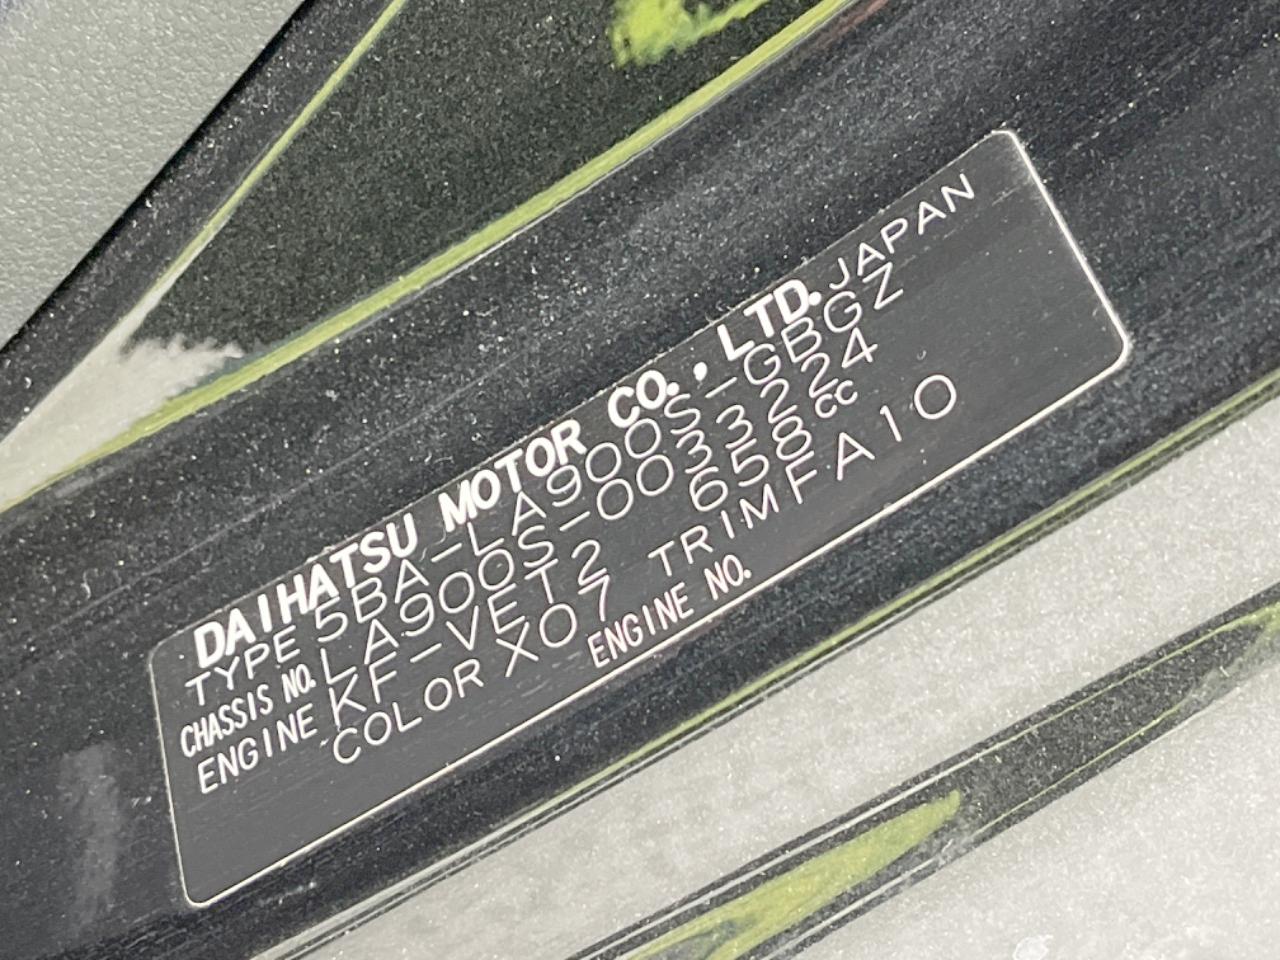 DAIHATSU MOTOR CO., LTD. JAPAN
TYPE 5BA-LA900S-GBGZ
CHASSIS NO. LA900S-0033224
ENGINE KF-VET2 658cc
COLOR X07 TRIM FA10
ENGINE NO.